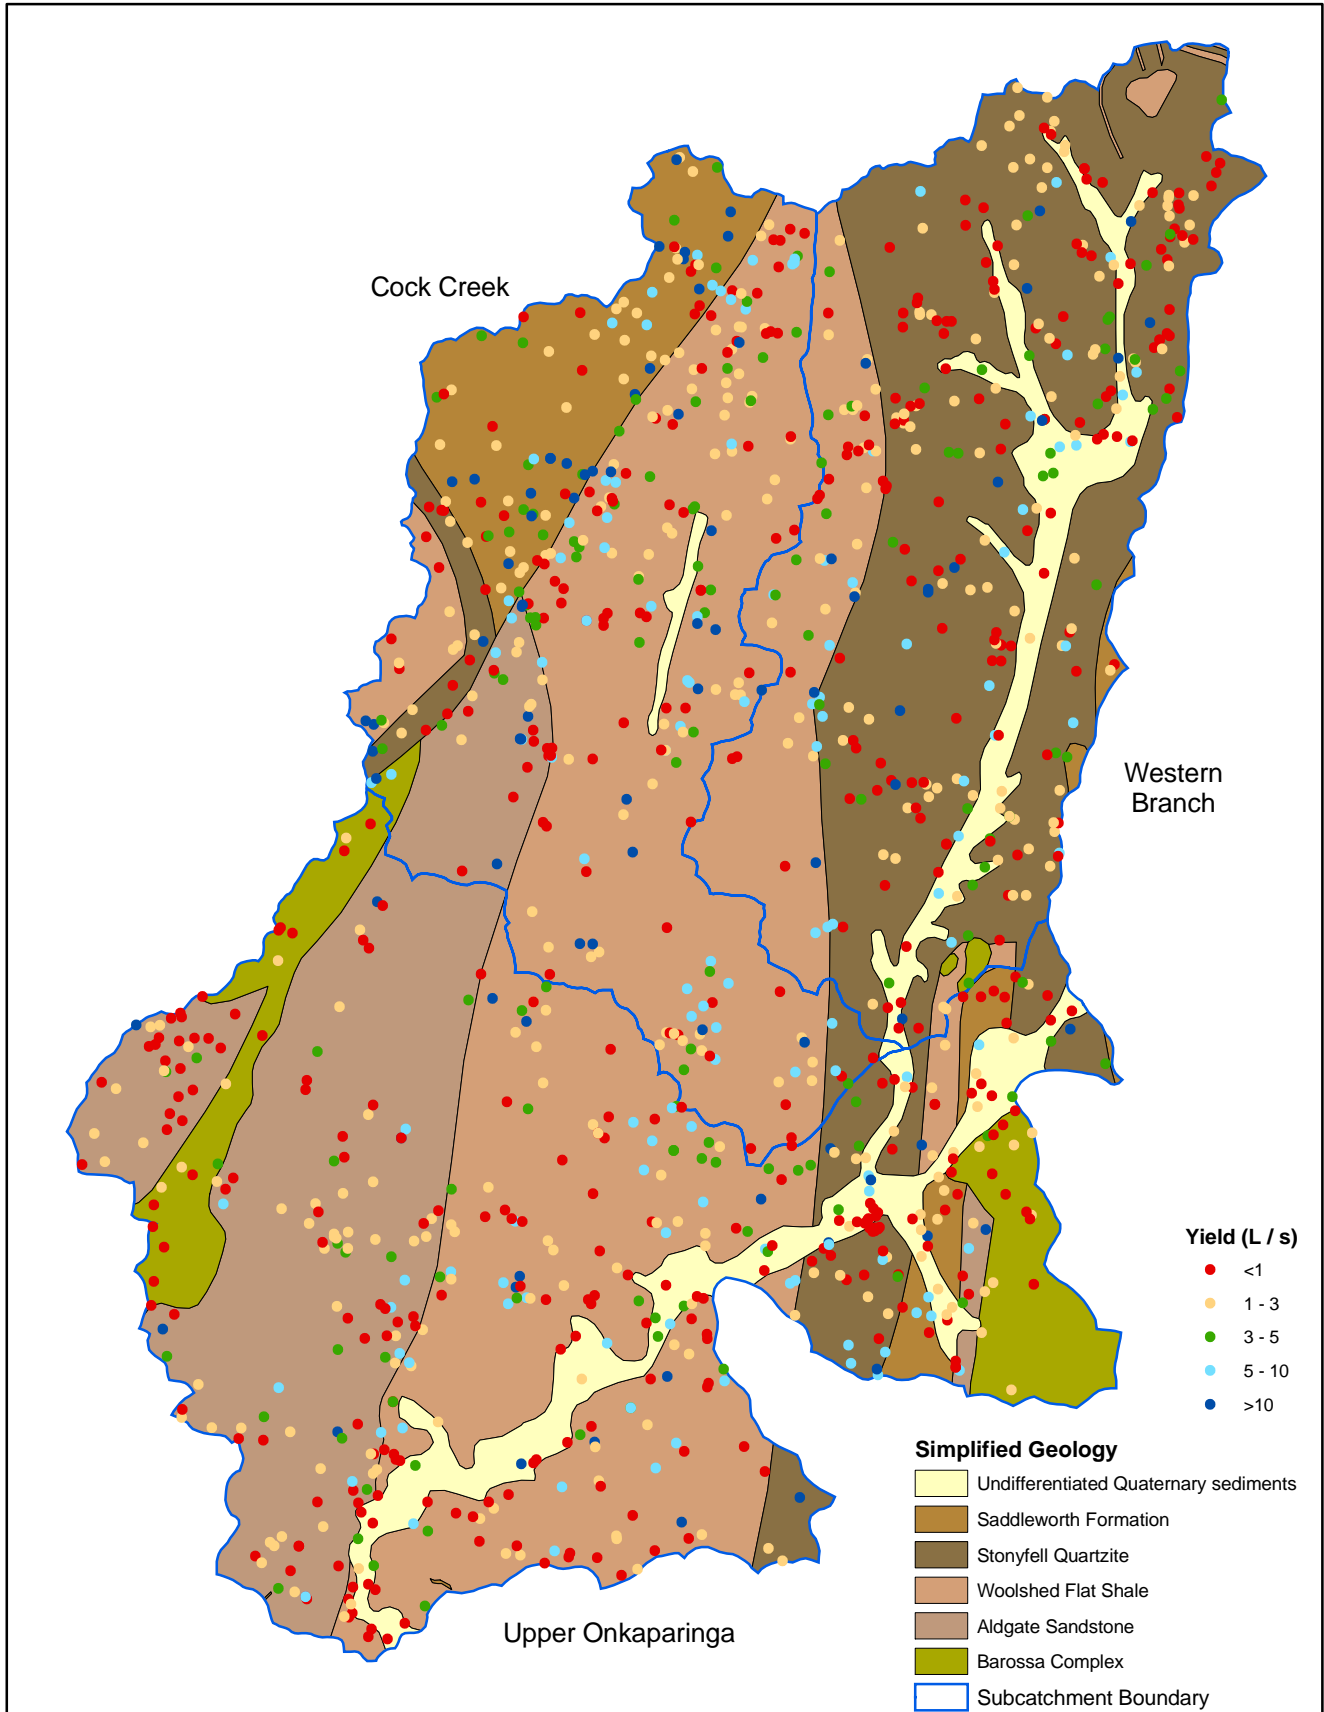 Cock Creek
Western
Branch
Upper Onkaparinga
Yield (L / s)
<1
1 - 3
3 - 5
5 - 10
>10
Simplified Geology
Undifferentiated Quaternary sediments
Saddleworth Formation
Stonyfell Quartzite
Woolshed Flat Shale
Aldgate Sandstone
Barossa Complex
Subcatchment Boundary